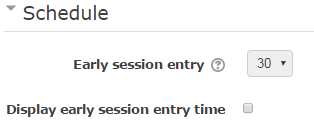 Schedule
Early session entry 30
Display early session entry time